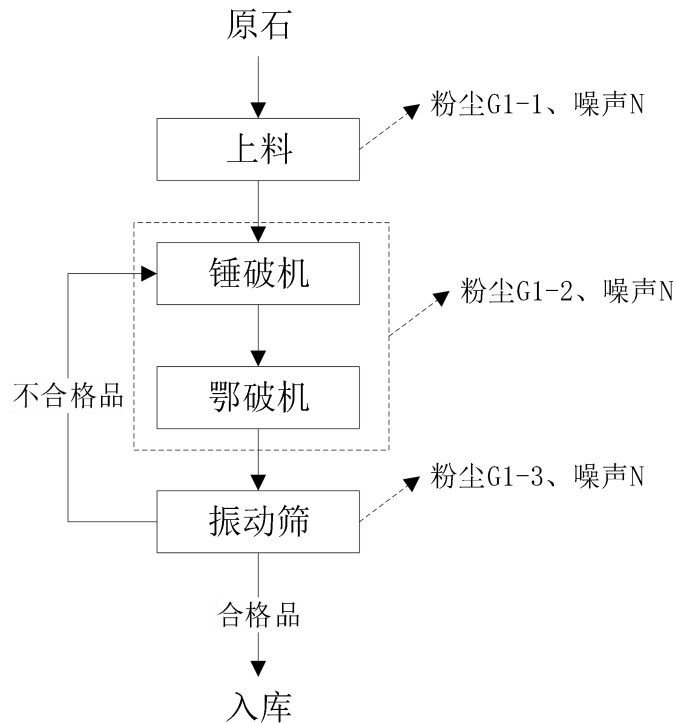 原石
粉尘G1-1、噪声N
上料
锤破机
粉尘G1-2、噪声N
不合格品
鄂破机
粉尘G1-3、噪声N
振动筛
合格品
入库